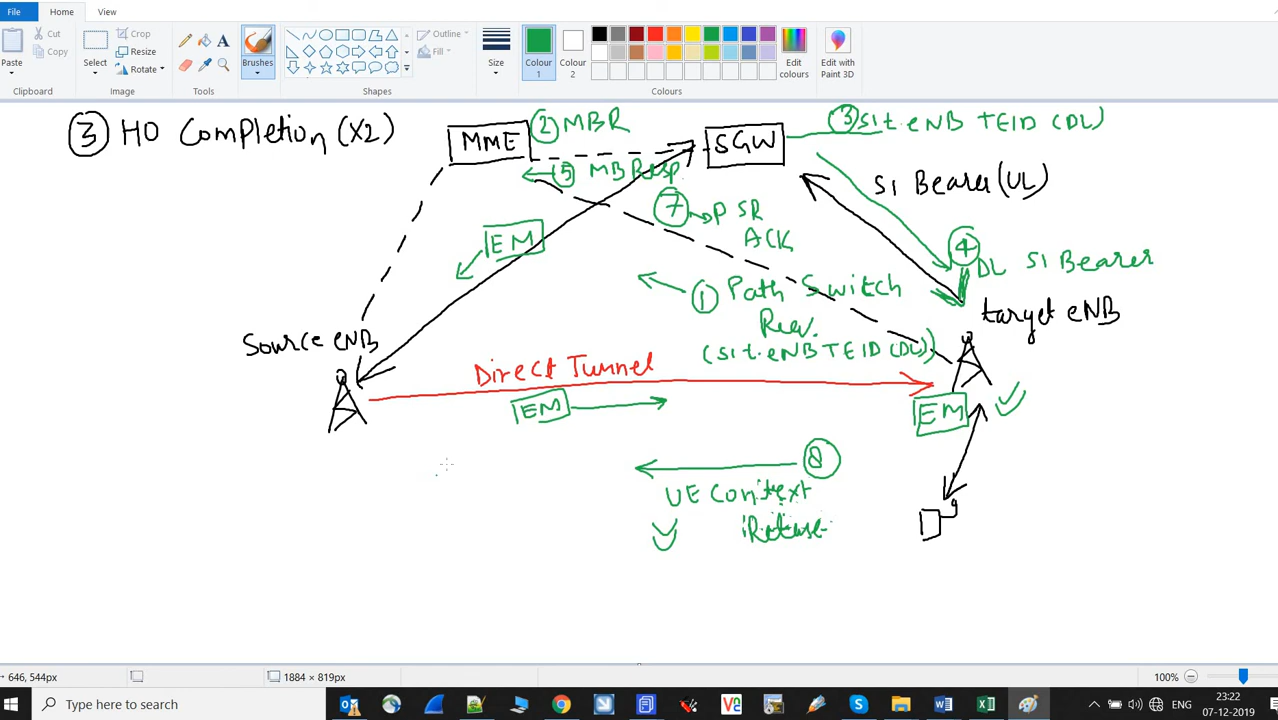 File
Home
View
Paste
Cut
Copy
Clipboard
Select
Crop
Resize
Rotate
Image
Tools
Brushes
Shapes
Outline
Fill
Size
Colour
1
Colour
2
Edit
colours
Edit with
Paint 3D
Colours
③ HO Completion (X2)
MME
② MBR
SGW
③ S1 t.eNB TEID (DL)
⑤ MB Resp.
S1 Bearer (UL)
⑦ PSR
ACK
EM
④
DL S1 Bearer
① Path Switch
Req.
(S1 t.eNB TEID (DL))
target eNB
Source eNB
Direct Tunnel
EM
EM
⑧
UE Context
646, 544px
1884 × 819px
100%
Type here to search
ENG
23:22
07-12-2019